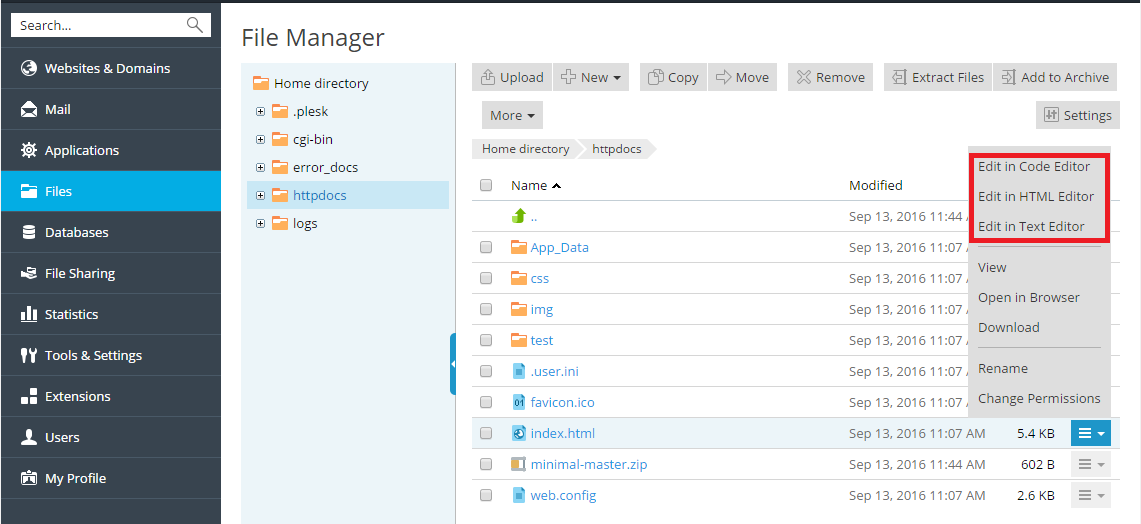 Search...
Websites & Domains
Mail
Applications
Files
Databases
File Sharing
Statistics
Tools & Settings
Extensions
Users
My Profile
File Manager
Home directory
.plesk
cgi-bin
error_docs
httpdocs
logs
Upload New Copy Move Remove Extract Files Add to Archive
More Settings
Home directory httpdocs
Name Modified
.. Sep 13, 2016 11:44
App_Data Sep 13, 2016 11:07
css Sep 13, 2016 11:07
img Sep 13, 2016 11:07
test Sep 13, 2016 11:07
.user.ini Sep 13, 2016 11:07
favicon.ico Sep 13, 2016 11:07
index.html Sep 13, 2016 11:07 AM 5.4 KB
minimal-master.zip Sep 13, 2016 11:44 AM 602 B
web.config Sep 13, 2016 11:07 AM 2.6 KB
Edit in Code Editor
Edit in HTML Editor
Edit in Text Editor
View
Open in Browser
Download
Rename
Change Permissions